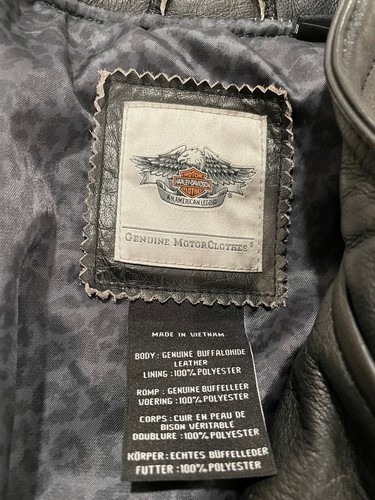 MOTOR
HARLEY-DAVIDSON
CLOTHES
AN AMERICAN LEGEND
®
GENUINE MOTORCLOTHES®
MADE IN VIETNAM
BODY: GENUINE BUFFALOHIDE
LEATHER
LINING :100% POLYESTER
ROMP :GENUINE BUFFELLEER
VOERING :100% POLYESTER
CORPS: CUIR EN PEAU DE
BISON VÉRITABLE
DOUBLURE :100% POLYESTER
KÖRPER:ECHTES BÜFFELLEDER
FUTTER :100% POLYESTER